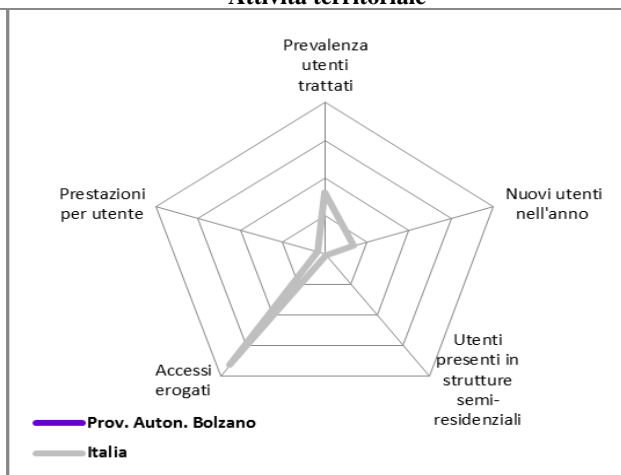 Attività territoriale
Prevalenza
utenti
trattati
Prestazioni
per utente
Nuovi utenti
nell'anno
Accessi
erogati
Utenti
presenti in
strutture
semi-
residenziali
Prov. Auton. Bolzano
Italia